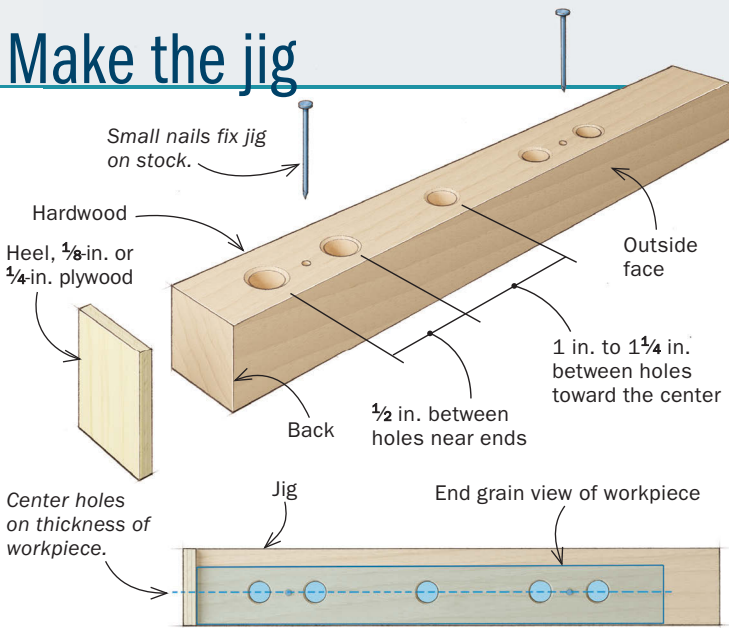 Make the jig
Small nails fix jig
on stock.
Hardwood
Heel, ⅛-in. or
¼-in. plywood
Outside
face
1 in. to 1¼ in.
between holes
toward the center
½ in. between
holes near ends
Back
Center holes
on thickness of
workpiece.
Jig
End grain view of workpiece